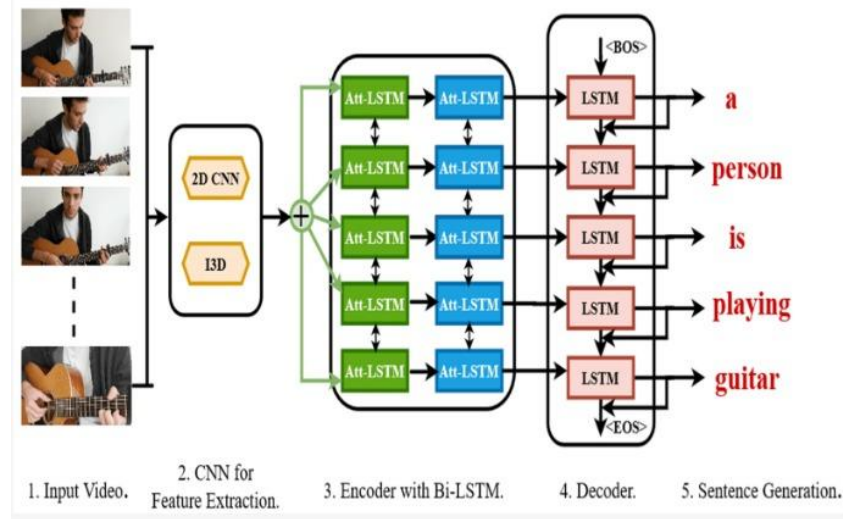 <BOS>
Att-LSTM
Att-LSTM
LSTM
a
2D CNN
Att-LSTM
Att-LSTM
LSTM
person
+
Att-LSTM
Att-LSTM
LSTM
is
I3D
Att-LSTM
Att-LSTM
LSTM
playing
Att-LSTM
Att-LSTM
LSTM
guitar
<EOS>
1. Input Video.
2. CNN for
Feature Extraction.
3. Encoder with Bi-LSTM.
4. Decoder.
5. Sentence Generation.